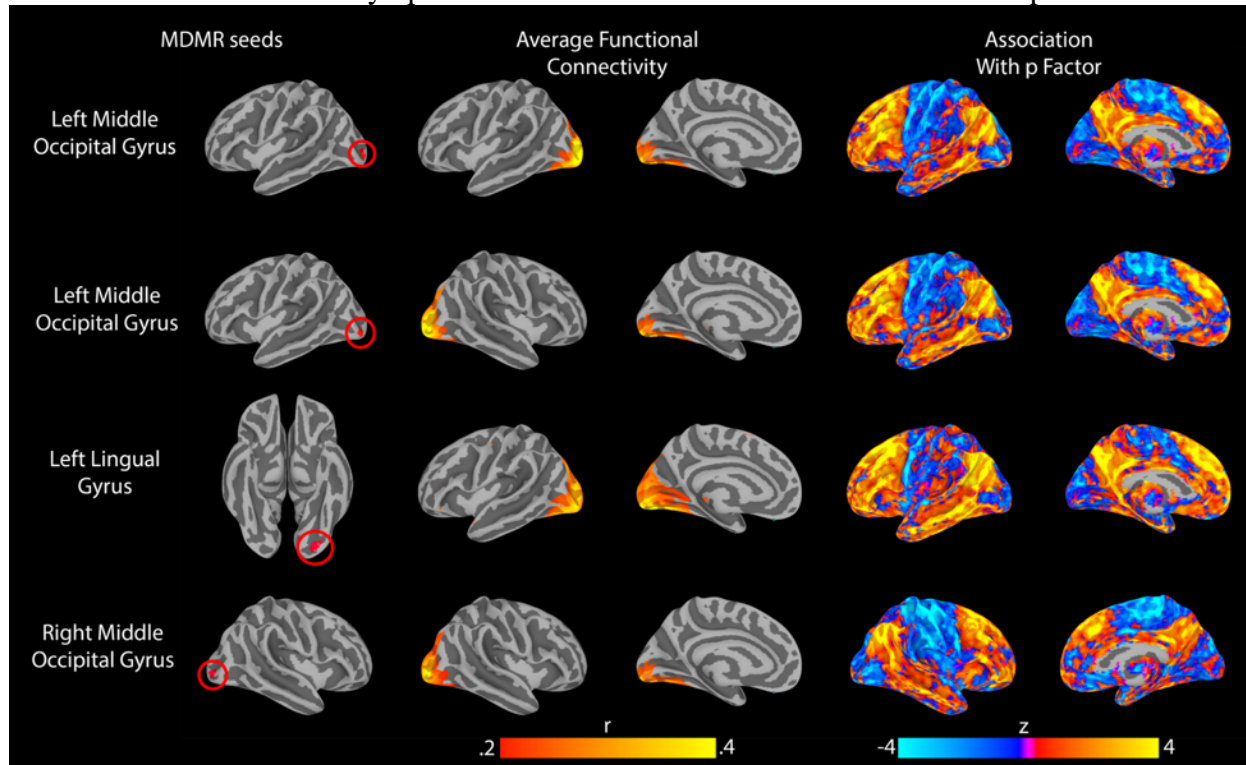 MDMR seeds
Average Functional
Connectivity
Association
With p Factor
Left Middle
Occipital Gyrus
Left Middle
Occipital Gyrus
Left Lingual
Gyrus
Right Middle
Occipital Gyrus
r
.2
.4
z
-4
4